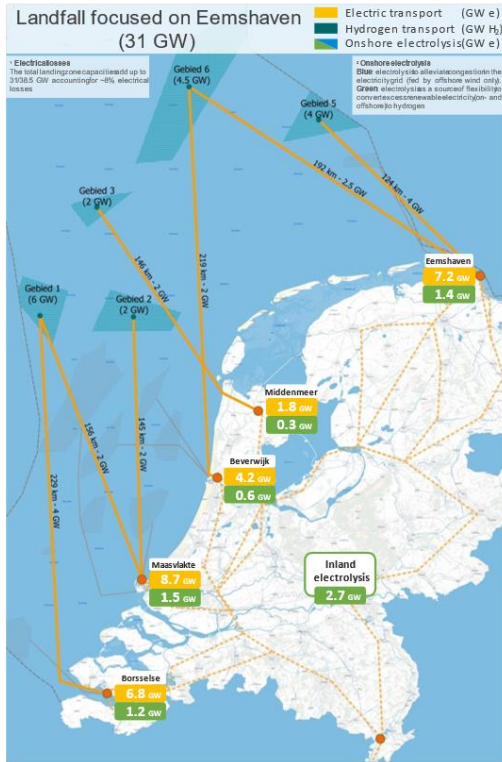 Landfall focused on Eemshaven
(31 GW)
Electric transport (GW e)
Hydrogen transport (GW H₂)
Onshore electrolysis(GW e)
¹ Electricallosses
The total landing zone capacities add up to
31/38.5 GW accounting for ~8% electrical
losses
² Onshore electrolysis
Blue: electrolysis to alleviate congestion in the
electricity grid (fed by offshore wind only).
Green: electrolysis as a source of flexibility to
convert excess renewable electricity (on- and
offshore) to hydrogen
Gebied 6
(4.5 GW)
Gebied 5
(4 GW)
192 km - 2.5 GW
124 km - 4 GW
Gebied 3
(2 GW)
146 km - 2 GW
219 km - 2 GW
Eemshaven
7.2 GW
1.4 GW
Gebied 1
(6 GW)
Gebied 2
(2 GW)
156 km - 2 GW
145 km - 2 GW
229 km - 4 GW
Middenmeer
1.8 GW
0.3 GW
Beverwijk
4.2 GW
0.6 GW
Maasvlakte
8.7 GW
1.5 GW
Inland
electrolysis
2.7 GW
Borsselse
6.8 GW
1.2 GW